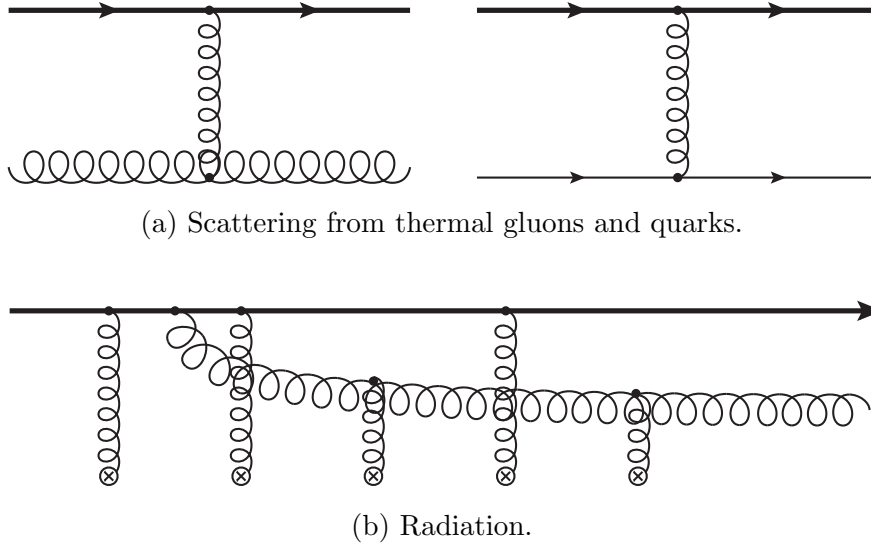 (a) Scattering from thermal gluons and quarks.
(b) Radiation.